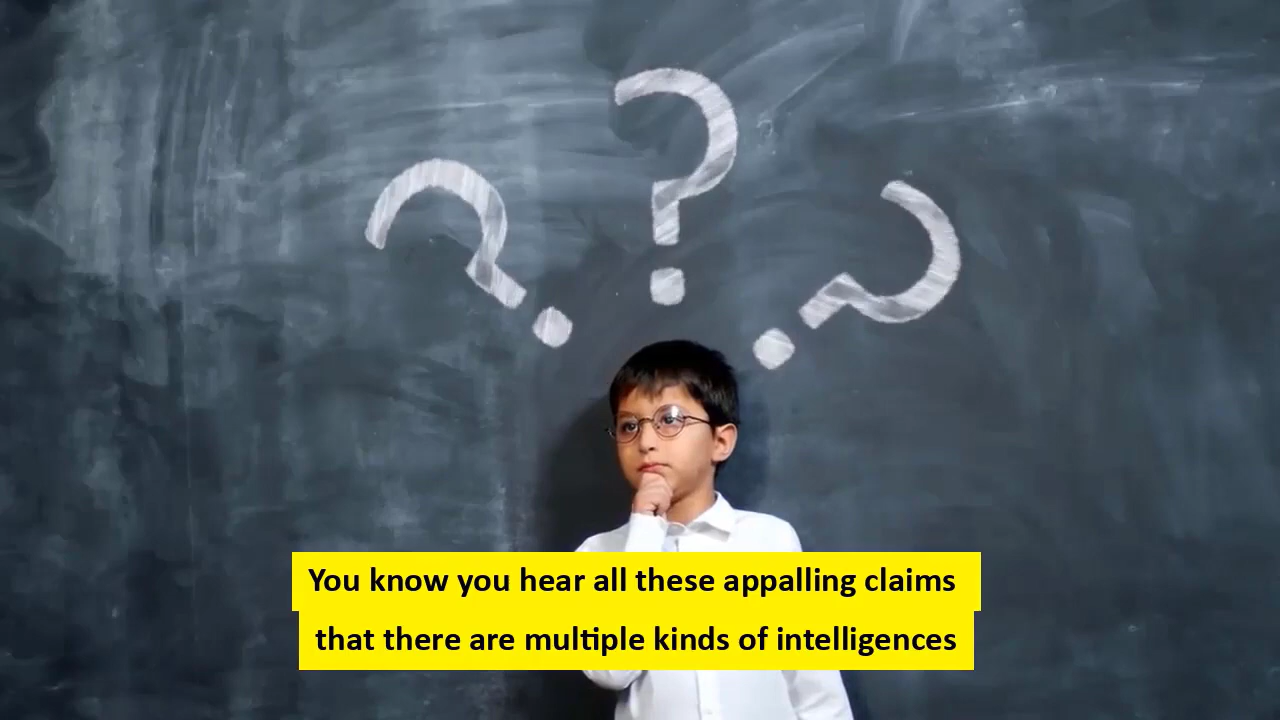 ?
?
?
You know you hear all these appalling claims
that there are multiple kinds of intelligences